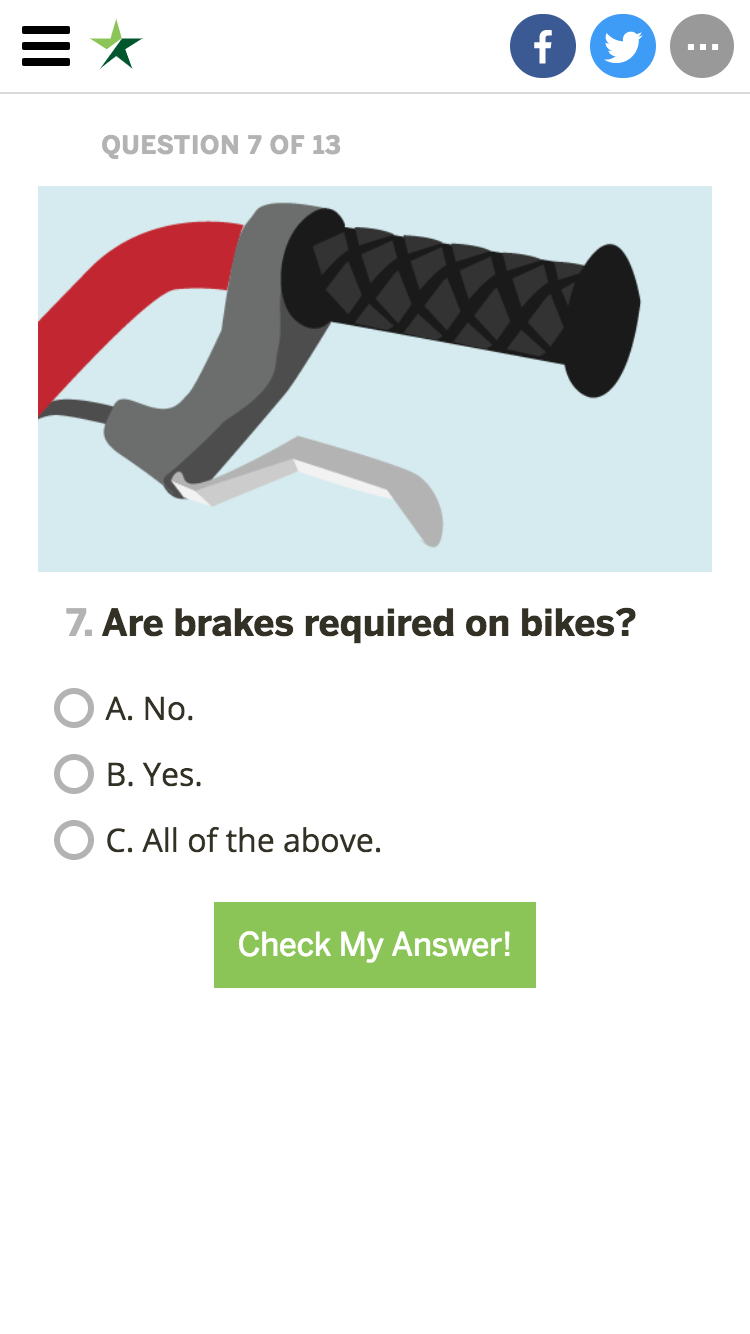 QUESTION 7 OF 13
7. Are brakes required on bikes?
A. No.
B. Yes.
C. All of the above.
Check My Answer!